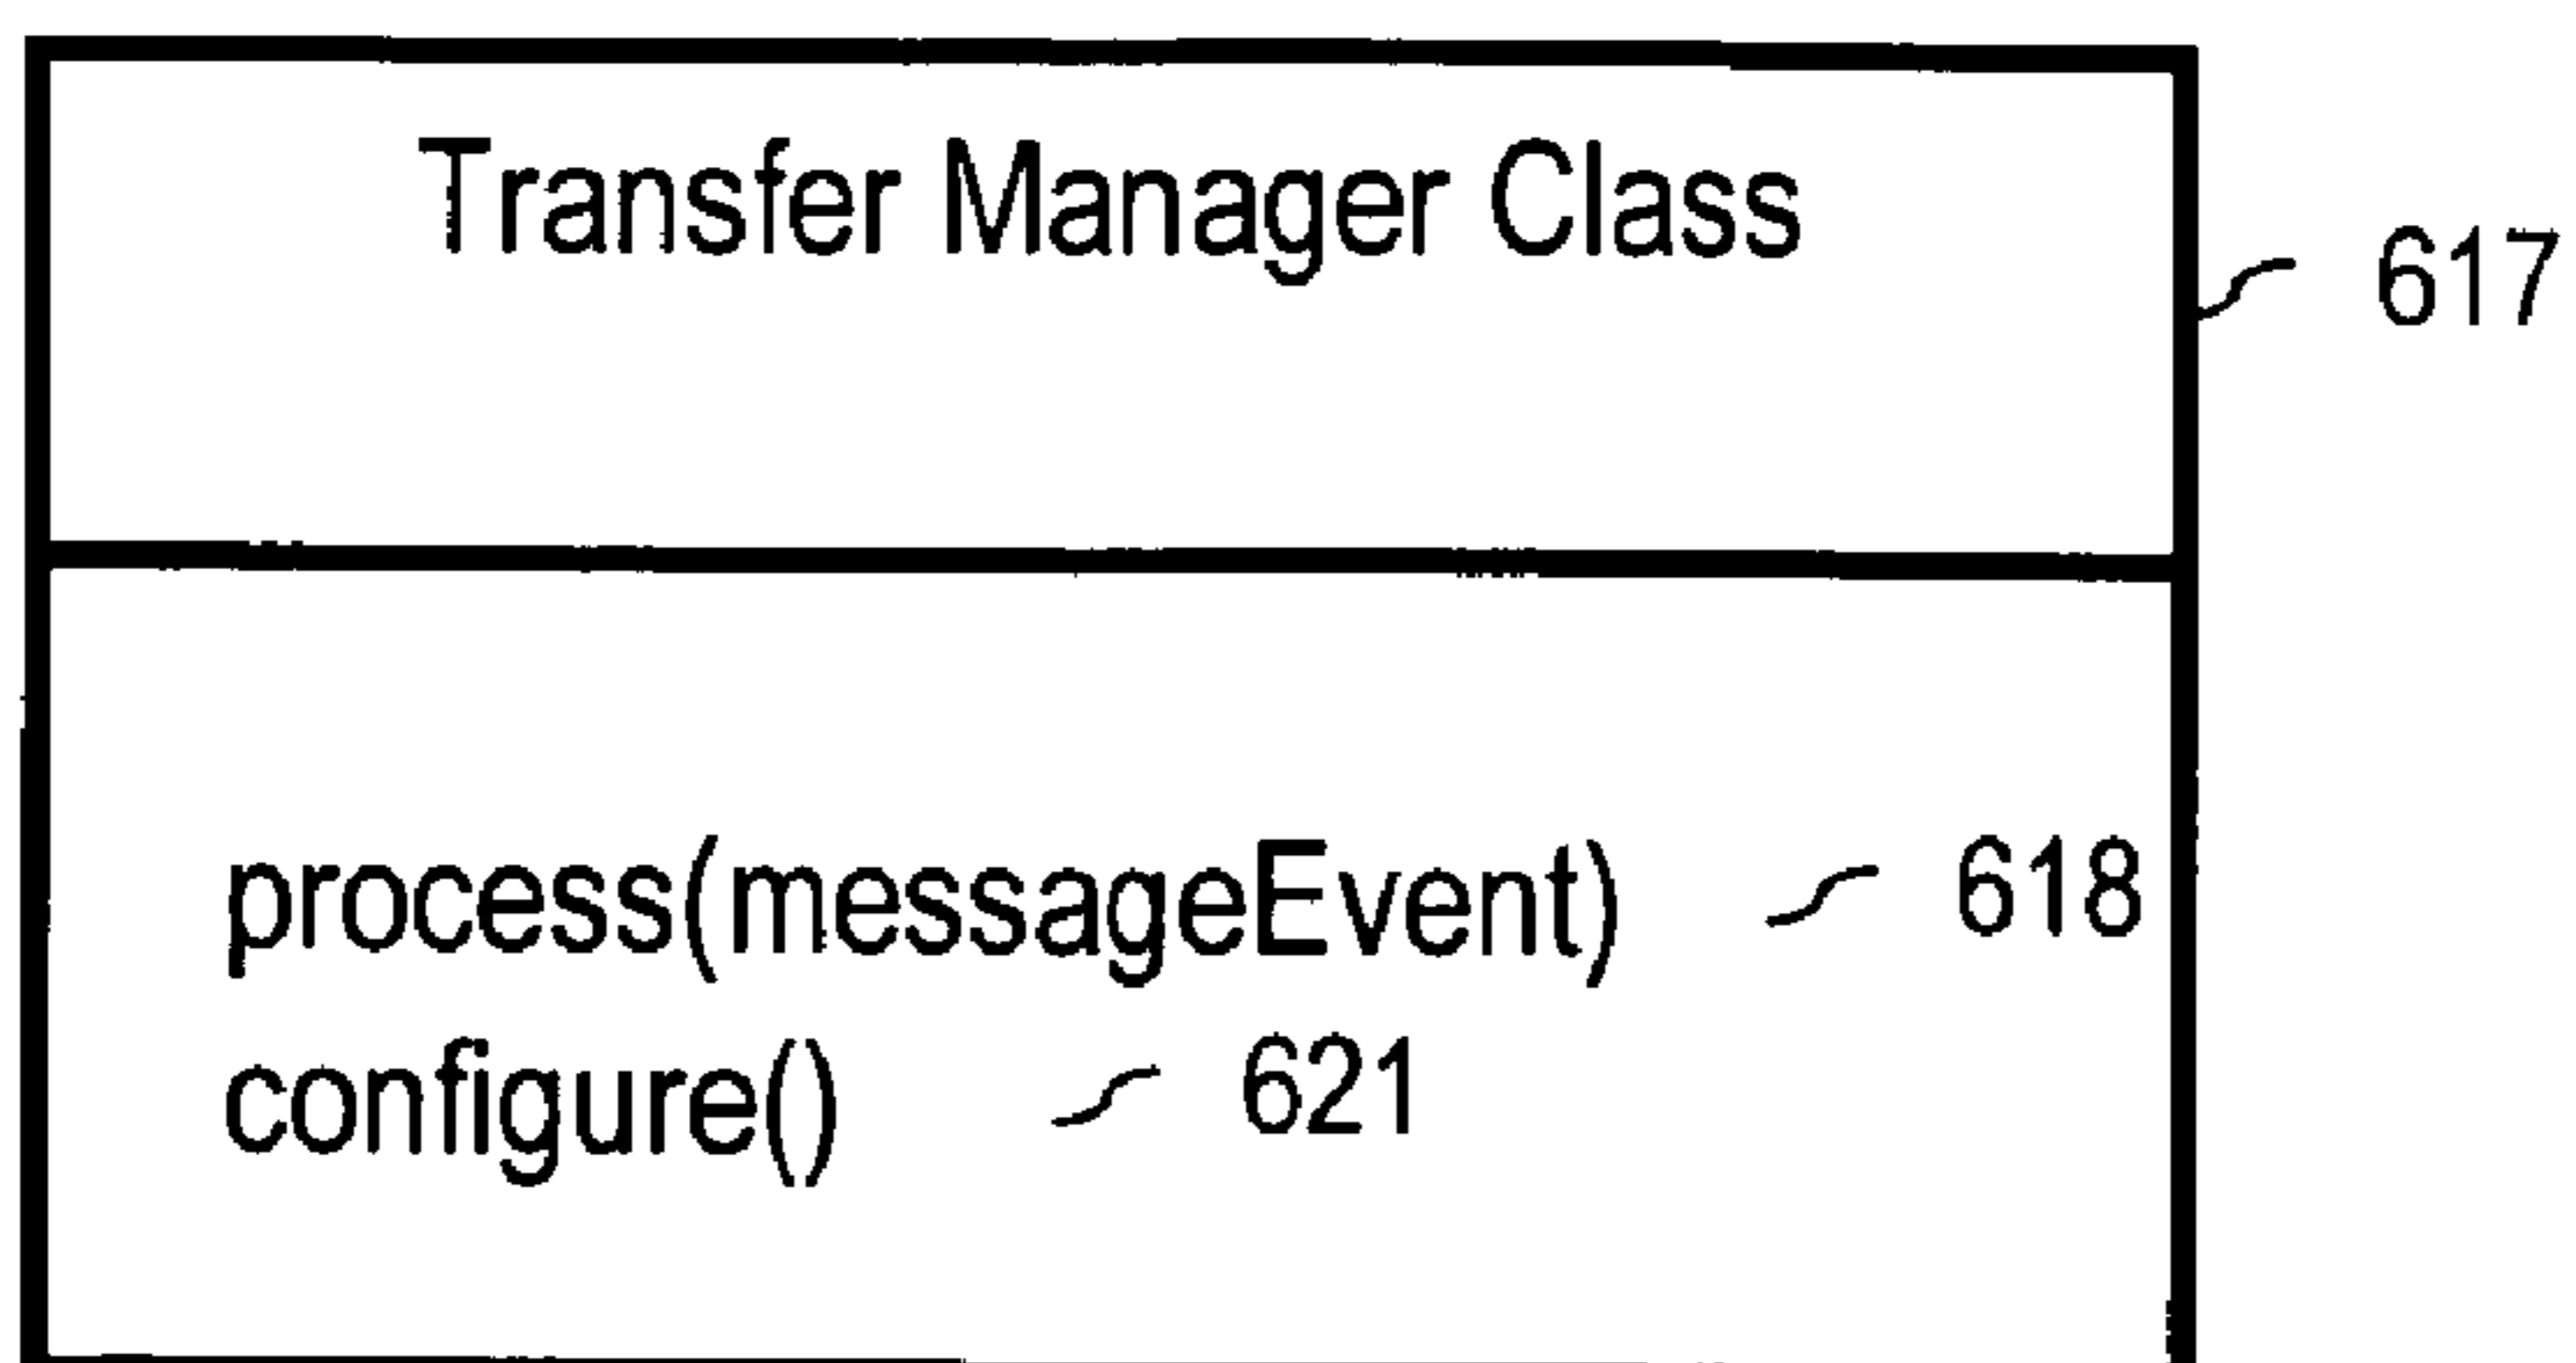 Transfer Manager Class
617
process(messageEvent) 618
configure() 621